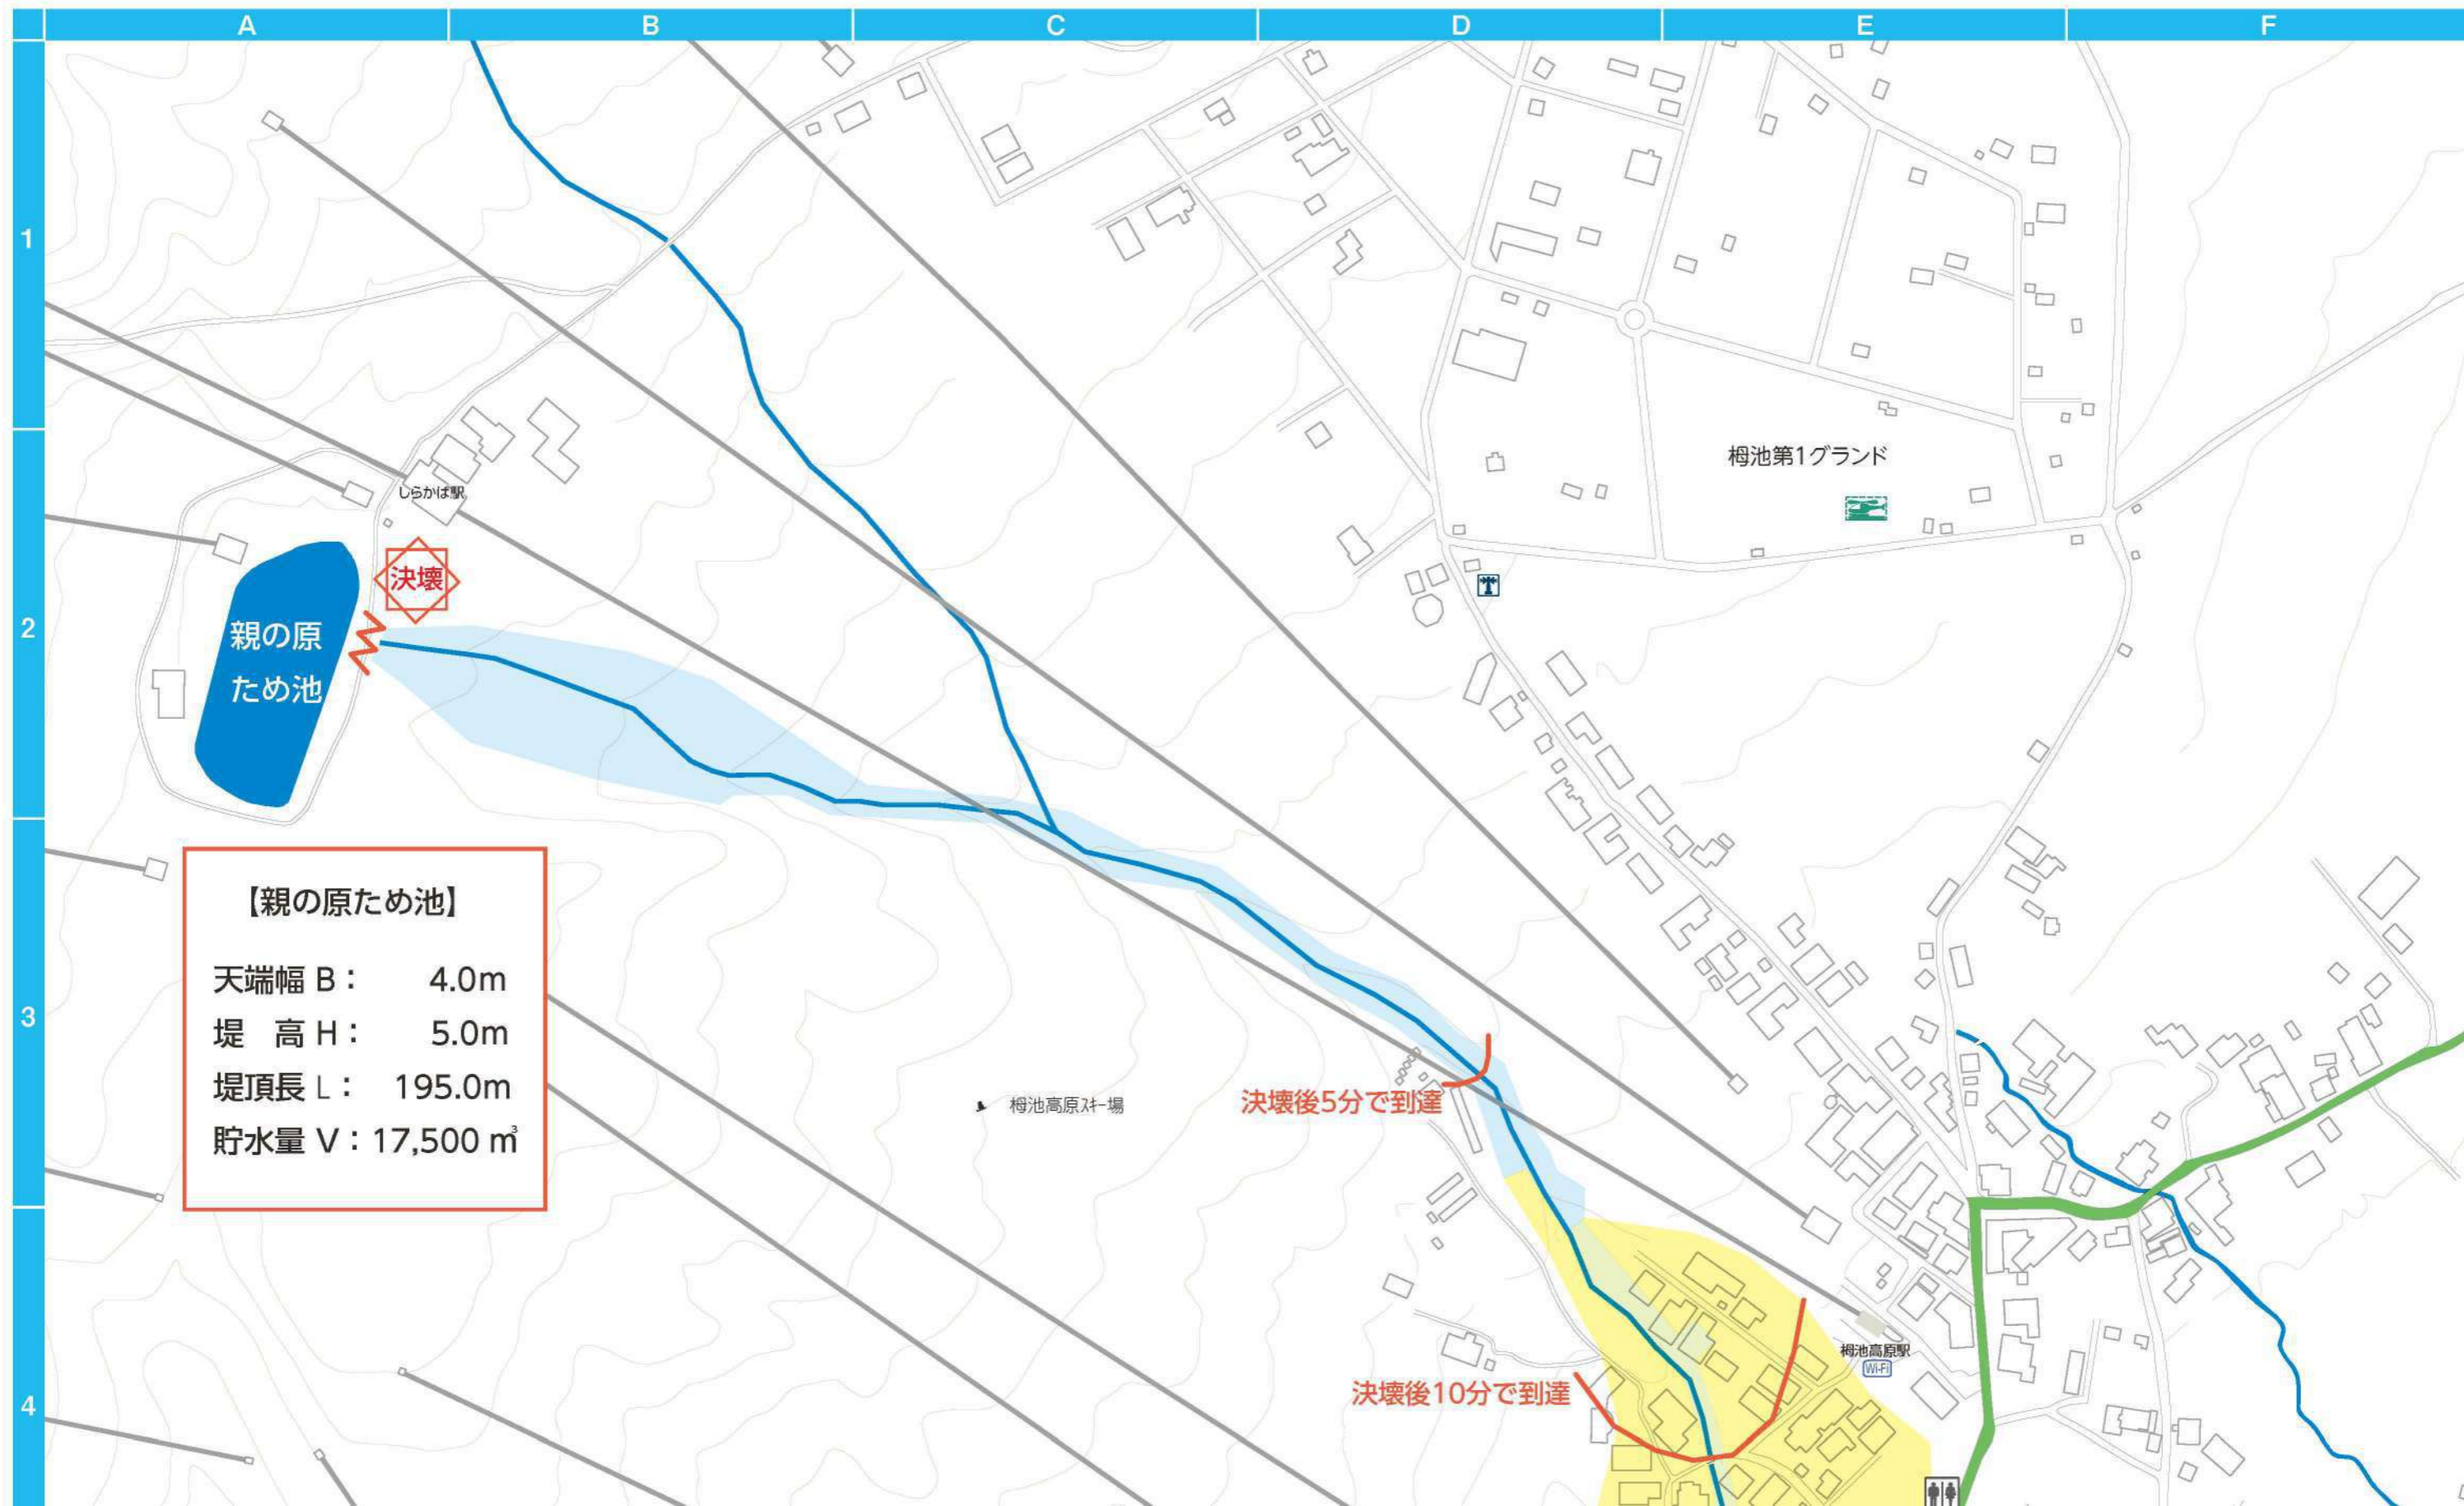 A B C D E F
1
栂池第1グランド
しらかば駅
決壊
2
親の原
ため池
【親の原ため池】
天端幅 B： 4.0m
堤 高 H： 5.0m
堤頂長 L： 195.0m
貯水量 V：17,500 ㎥
3
栂池高原スキー場
決壊後5分で到達
栂池高原駅
Wi-Fi
決壊後10分で到達
4